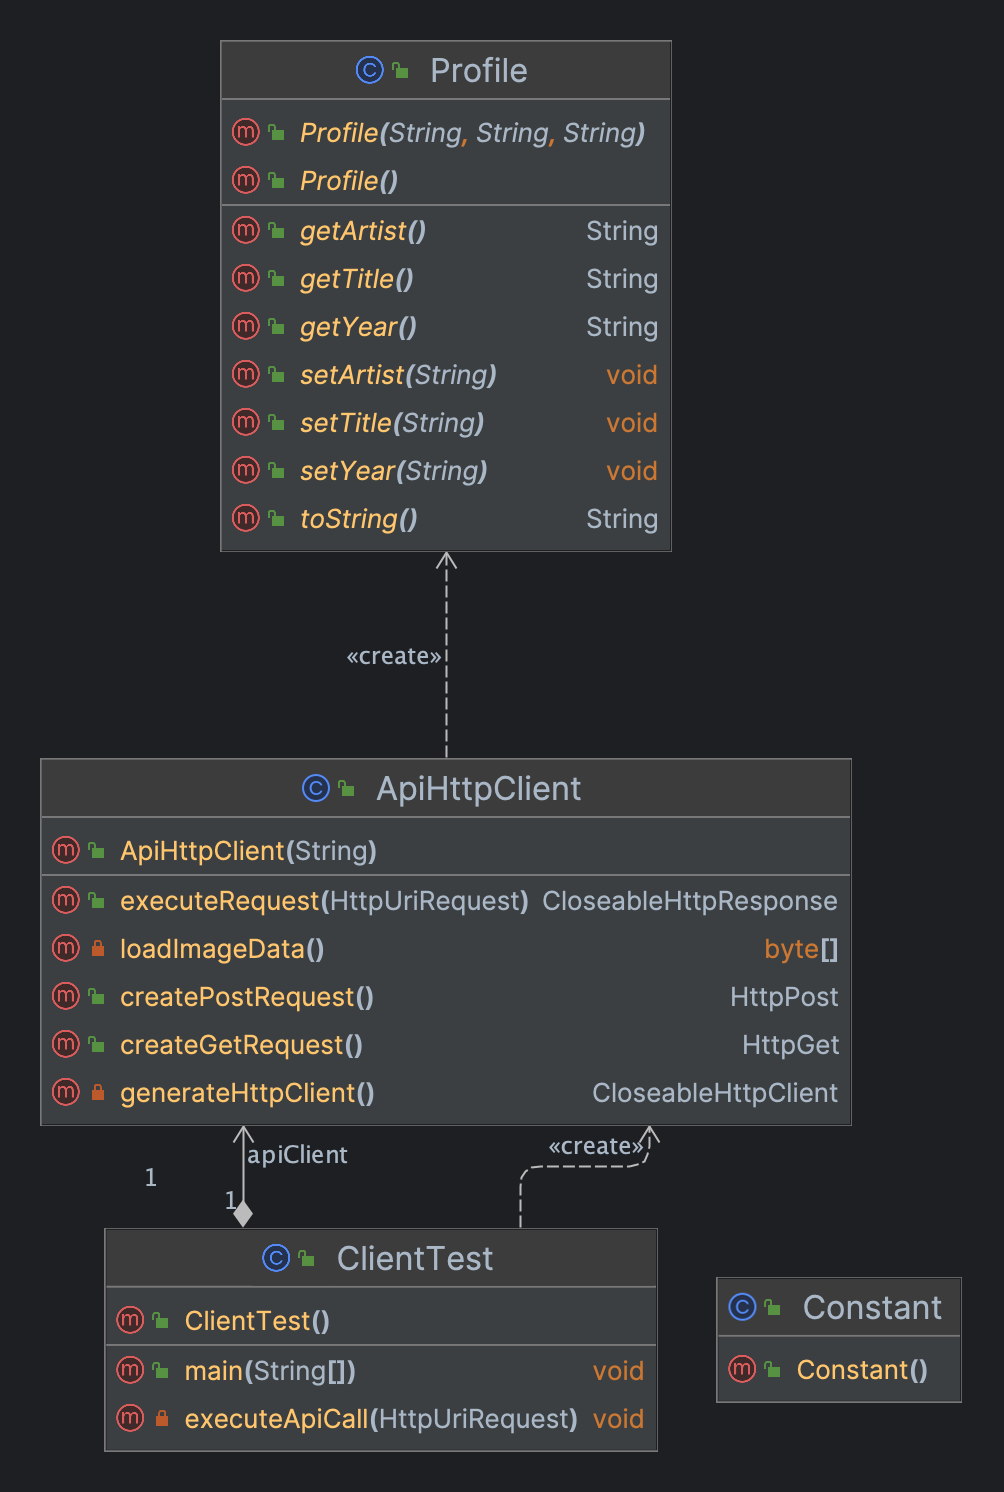 Profile
Profile(String, String, String)
Profile()
getArtist() String
getTitle() String
getYear() String
setArtist(String) void
setTitle(String) void
setYear(String) void
toString() String
«create»
ApiHttpClient
ApiHttpClient(String)
executeRequest(HttpUriRequest) CloseableHttpResponse
loadImageData() byte[]
createPostRequest() HttpPost
createGetRequest() HttpGet
generateHttpClient() CloseableHttpClient
apiClient
«create»
1
1
ClientTest
ClientTest()
main(String[]) void
executeApiCall(HttpUriRequest) void
Constant
Constant()